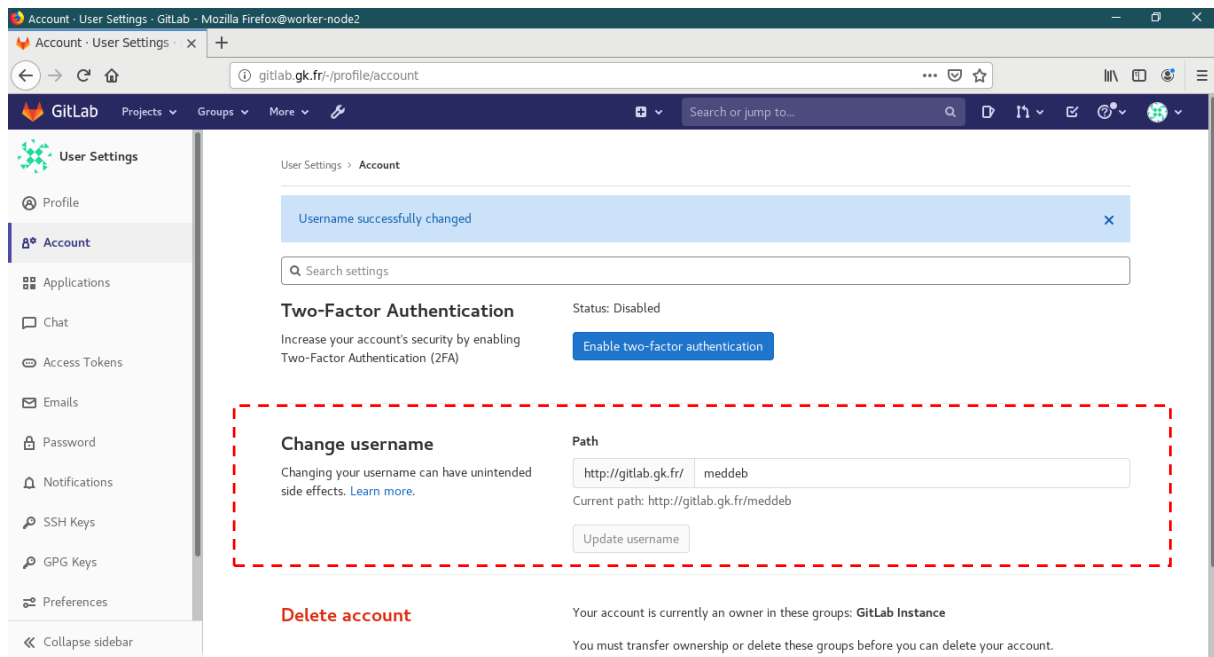 Account · User Settings · GitLab - Mozilla Firefox@worker-node2
Account · User Settings ·
gitlab.gk.fr/-/profile/account
GitLab Projects Groups More Search or jump to...
User Settings
Profile
Account
Applications
Chat
Access Tokens
Emails
Password
Notifications
SSH Keys
GPG Keys
Preferences
Collapse sidebar
User Settings > Account
Username successfully changed
Search settings
Two-Factor Authentication
Increase your account's security by enabling
Two-Factor Authentication (2FA)
Status: Disabled
Enable two-factor authentication
Change username
Changing your username can have unintended
side effects. Learn more.
Path
http://gitlab.gk.fr/ meddeb
Current path: http://gitlab.gk.fr/meddeb
Update username
Delete account
Your account is currently an owner in these groups: GitLab Instance
You must transfer ownership or delete these groups before you can delete your account.